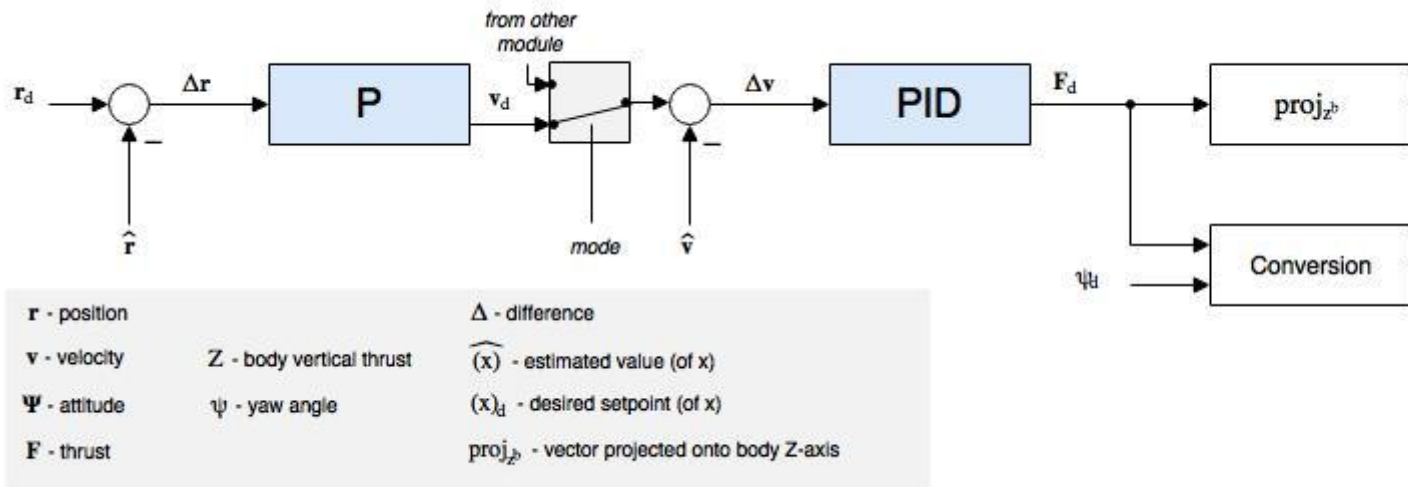 from other
module
r_d
Δr
P
v_d
Δv
PID
F_d
proj_z^b
−
−
r̂
mode
v̂
ψ_d
Conversion
r - position
Δ - difference
v - velocity
Z - body vertical thrust
(x)̂ - estimated value (of x)
Ψ - attitude
ψ - yaw angle
(x)_d - desired setpoint (of x)
F - thrust
proj_z^b - vector projected onto body Z-axis